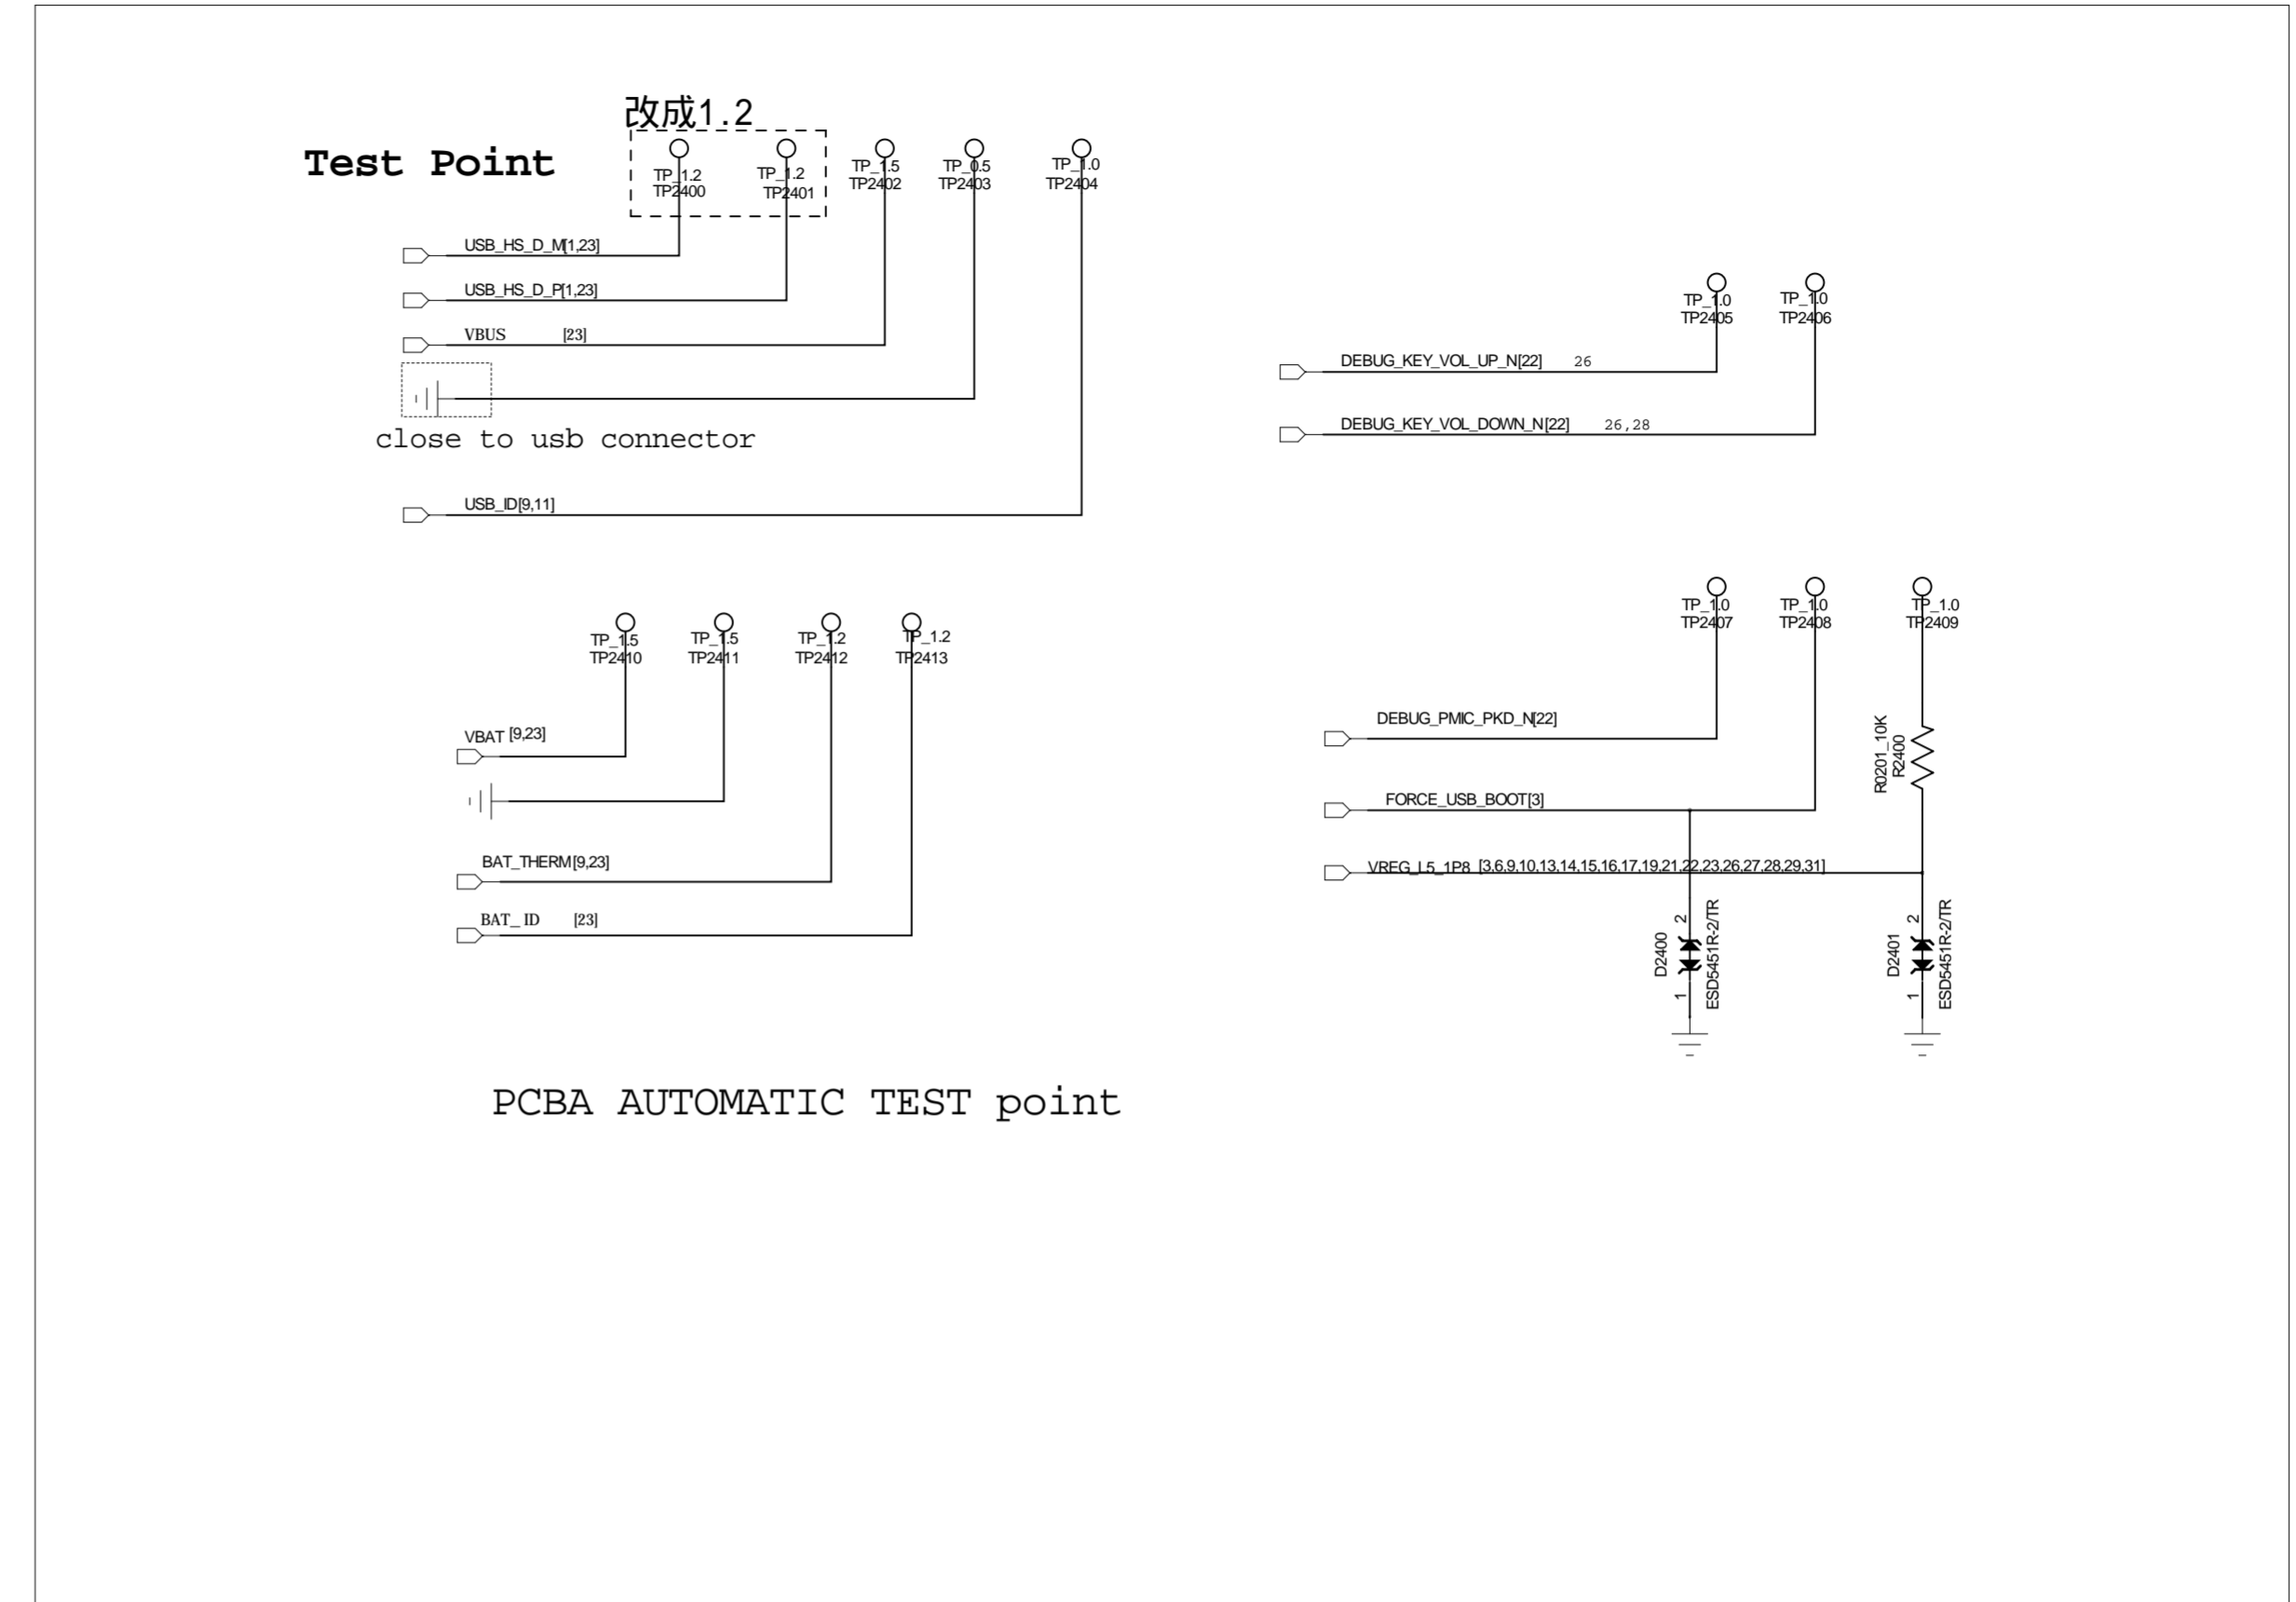 改成1.2
Test Point
TP_1.2
TP2400
TP_1.2
TP2401
TP_1.5
TP2402
TP_0.5
TP2403
TP_1.0
TP2404
USB_HS_D_M[1,23]
USB_HS_D_P[1,23]
VBUS [23]
close to usb connector
USB_ID[9,11]
TP_1.0
TP2405
TP_1.0
TP2406
DEBUG_KEY_VOL_UP_N[22] 26
DEBUG_KEY_VOL_DOWN_N[22] 26,28
TP_1.5
TP2410
TP_1.5
TP2411
TP_1.2
TP2412
TP_1.2
TP2413
VBAT [9,23]
BAT_THERM[9,23]
BAT_ID [23]
TP_1.0
TP2407
TP_1.0
TP2408
TP_1.0
TP2409
DEBUG_PMIC_PKD_N[22]
R0201_10K
R2400
FORCE_USB_BOOT[3]
VREG_L5_1P8 [3,6,9,10,13,14,15,16,17,19,21,22,23,26,27,28,29,31]
D2400
2
1
ESD5451R-2/TR
D2401
2
1
ESD5451R-2/TR
PCBA AUTOMATIC TEST point